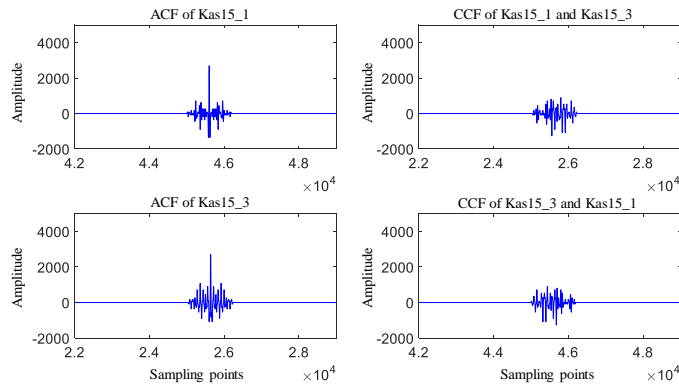 ACF of Kas15_1
4000
2000
0
-2000
Amplitude
4.2 4.4 4.6 4.8
×10^4
CCF of Kas15_1 and Kas15_3
4000
2000
0
-2000
Amplitude
2.2 2.4 2.6 2.8
×10^4
ACF of Kas15_3
4000
2000
0
-2000
Amplitude
2.2 2.4 2.6 2.8
Sampling points
×10^4
CCF of Kas15_3 and Kas15_1
4000
2000
0
-2000
Amplitude
4.2 4.4 4.6 4.8
Sampling points
×10^4